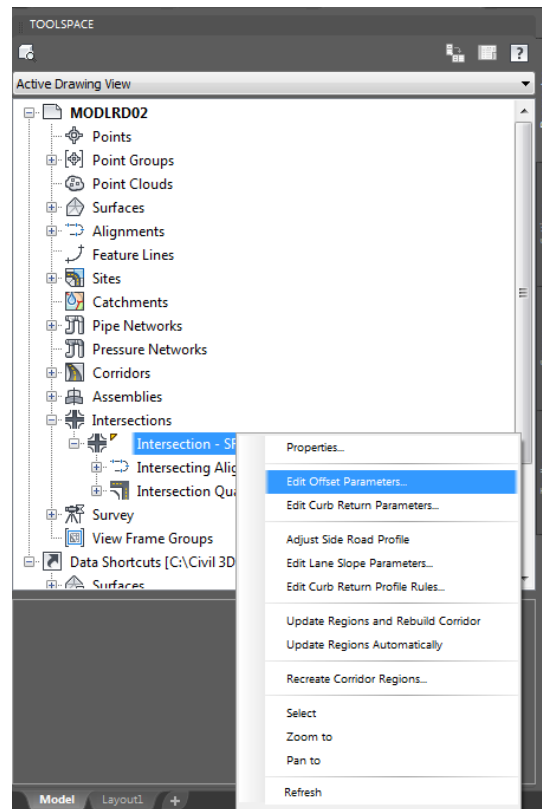 TOOLSPACE
Active Drawing View
MODLRD02
Points
Point Groups
Point Clouds
Surfaces
Alignments
Feature Lines
Sites
Catchments
Pipe Networks
Pressure Networks
Corridors
Assemblies
Intersections
Intersection -
Intersecting
Intersection
Survey
View Frame Groups
Data Shortcuts [C:\Civil 3D
Surfaces
Properties...
Edit Offset Parameters...
Edit Curb Return Parameters...
Adjust Side Road Profile
Edit Lane Slope Parameters...
Edit Curb Return Profile Rules...
Update Regions and Rebuild Corridor
Update Regions Automatically
Recreate Corridor Regions...
Select
Zoom to
Pan to
Refresh
Model Layout1 +